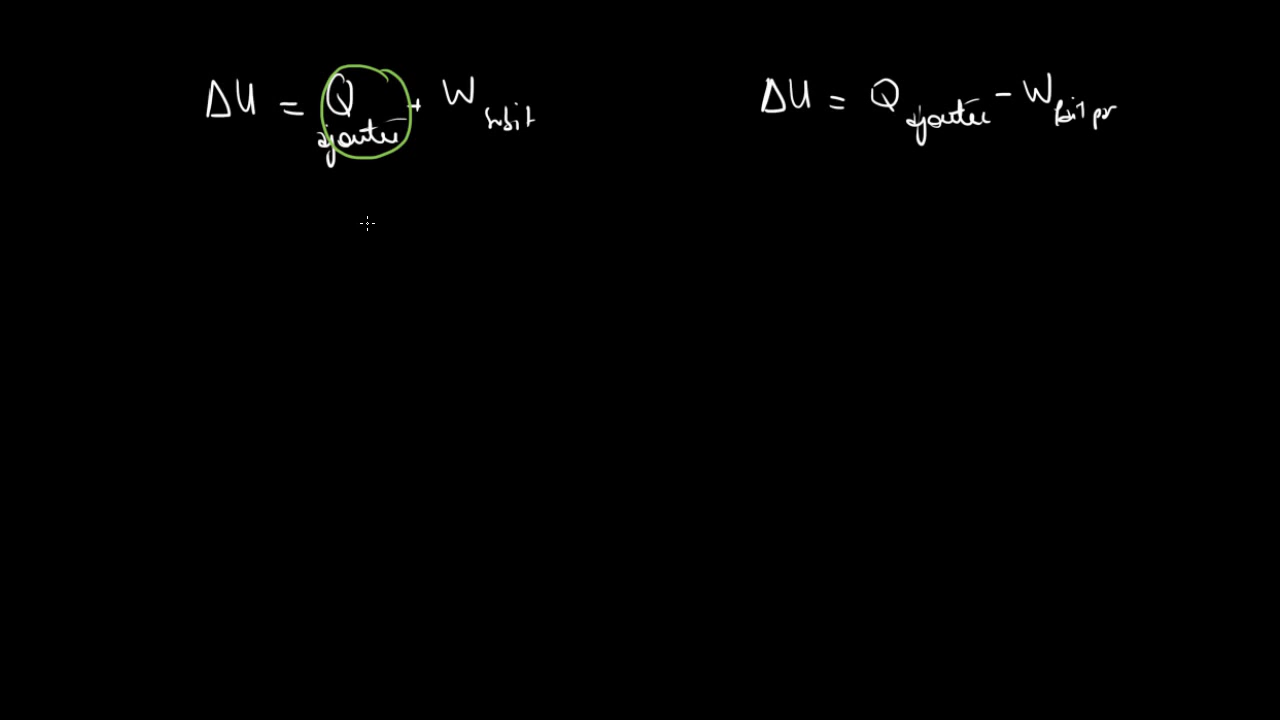 ΔU = Q ajoutée + W subit
ΔU = Q ajoutée - W fait par